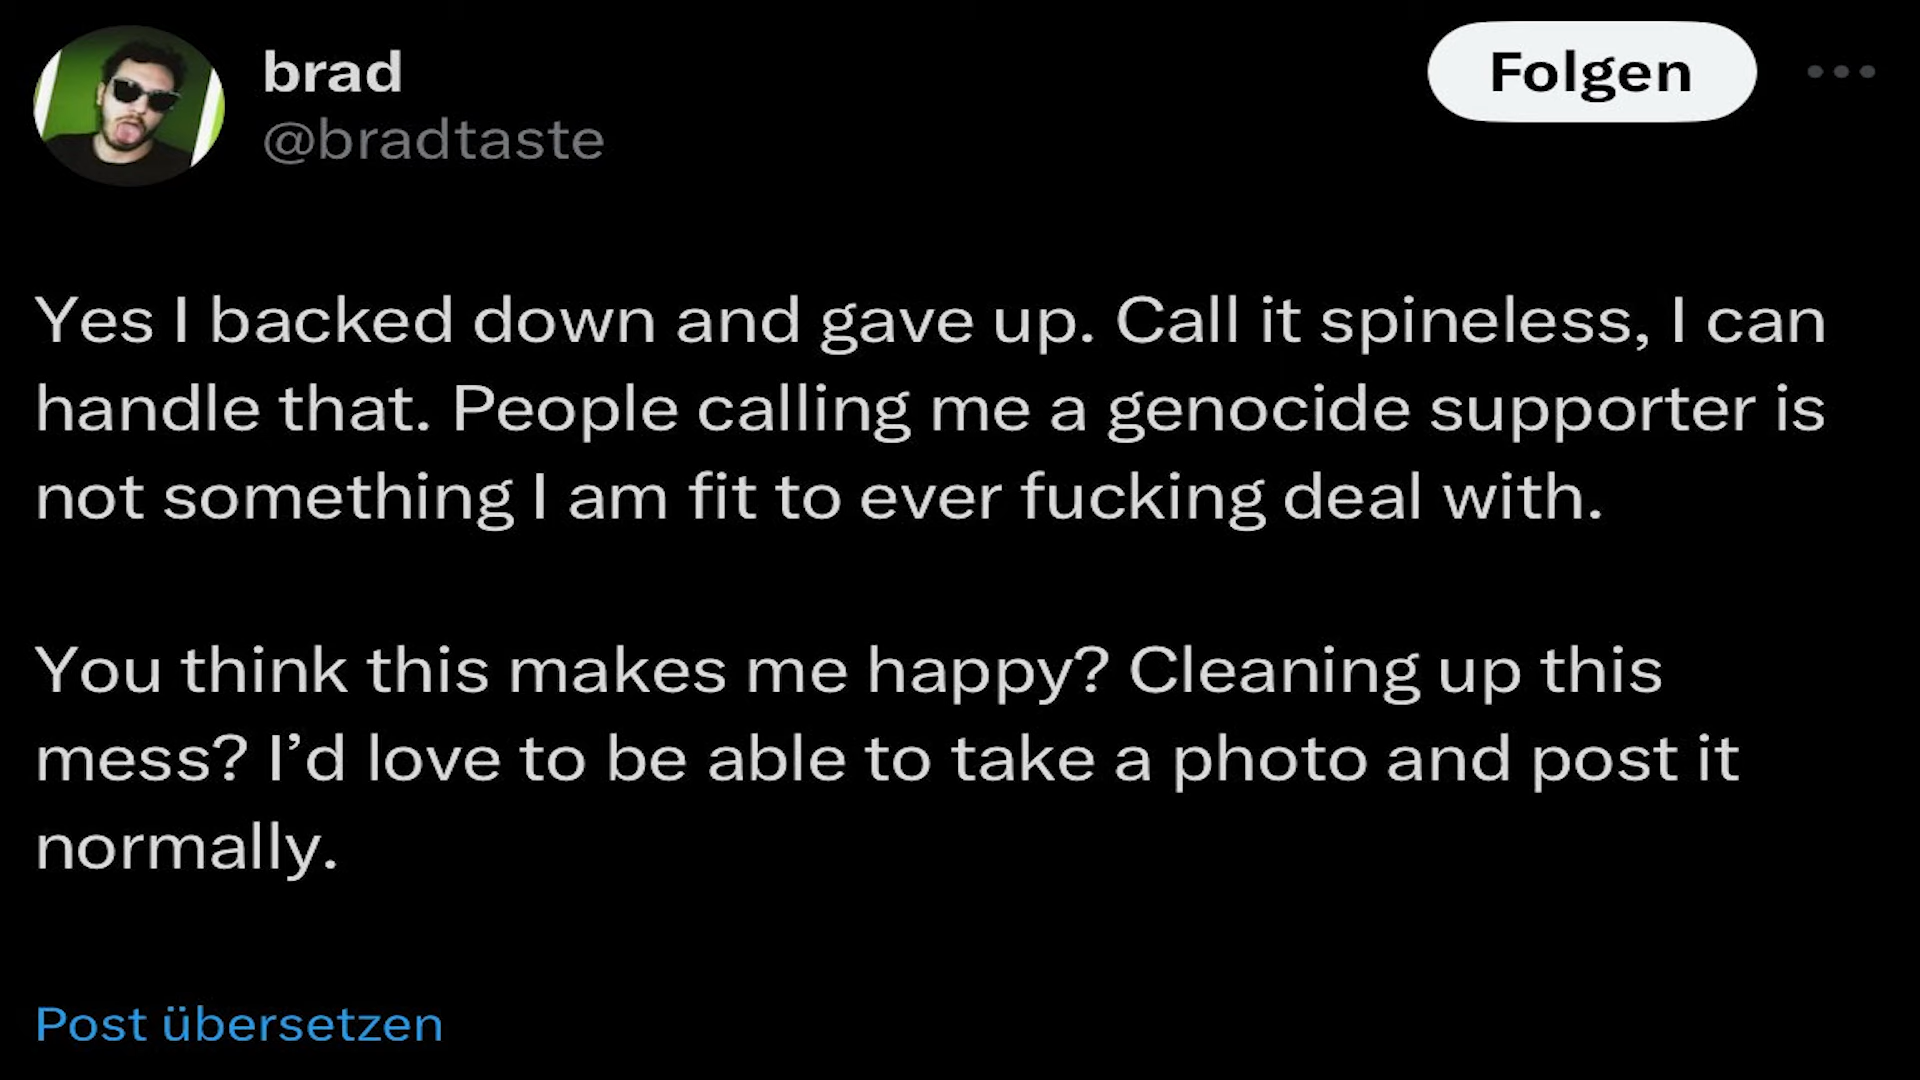 brad
Folgen
@bradtaste
Yes I backed down and gave up. Call it spineless, I can
handle that. People calling me a genocide supporter is
not something I am fit to ever fucking deal with.
You think this makes me happy? Cleaning up this
mess? I’d love to be able to take a photo and post it
normally.
Post übersetzen